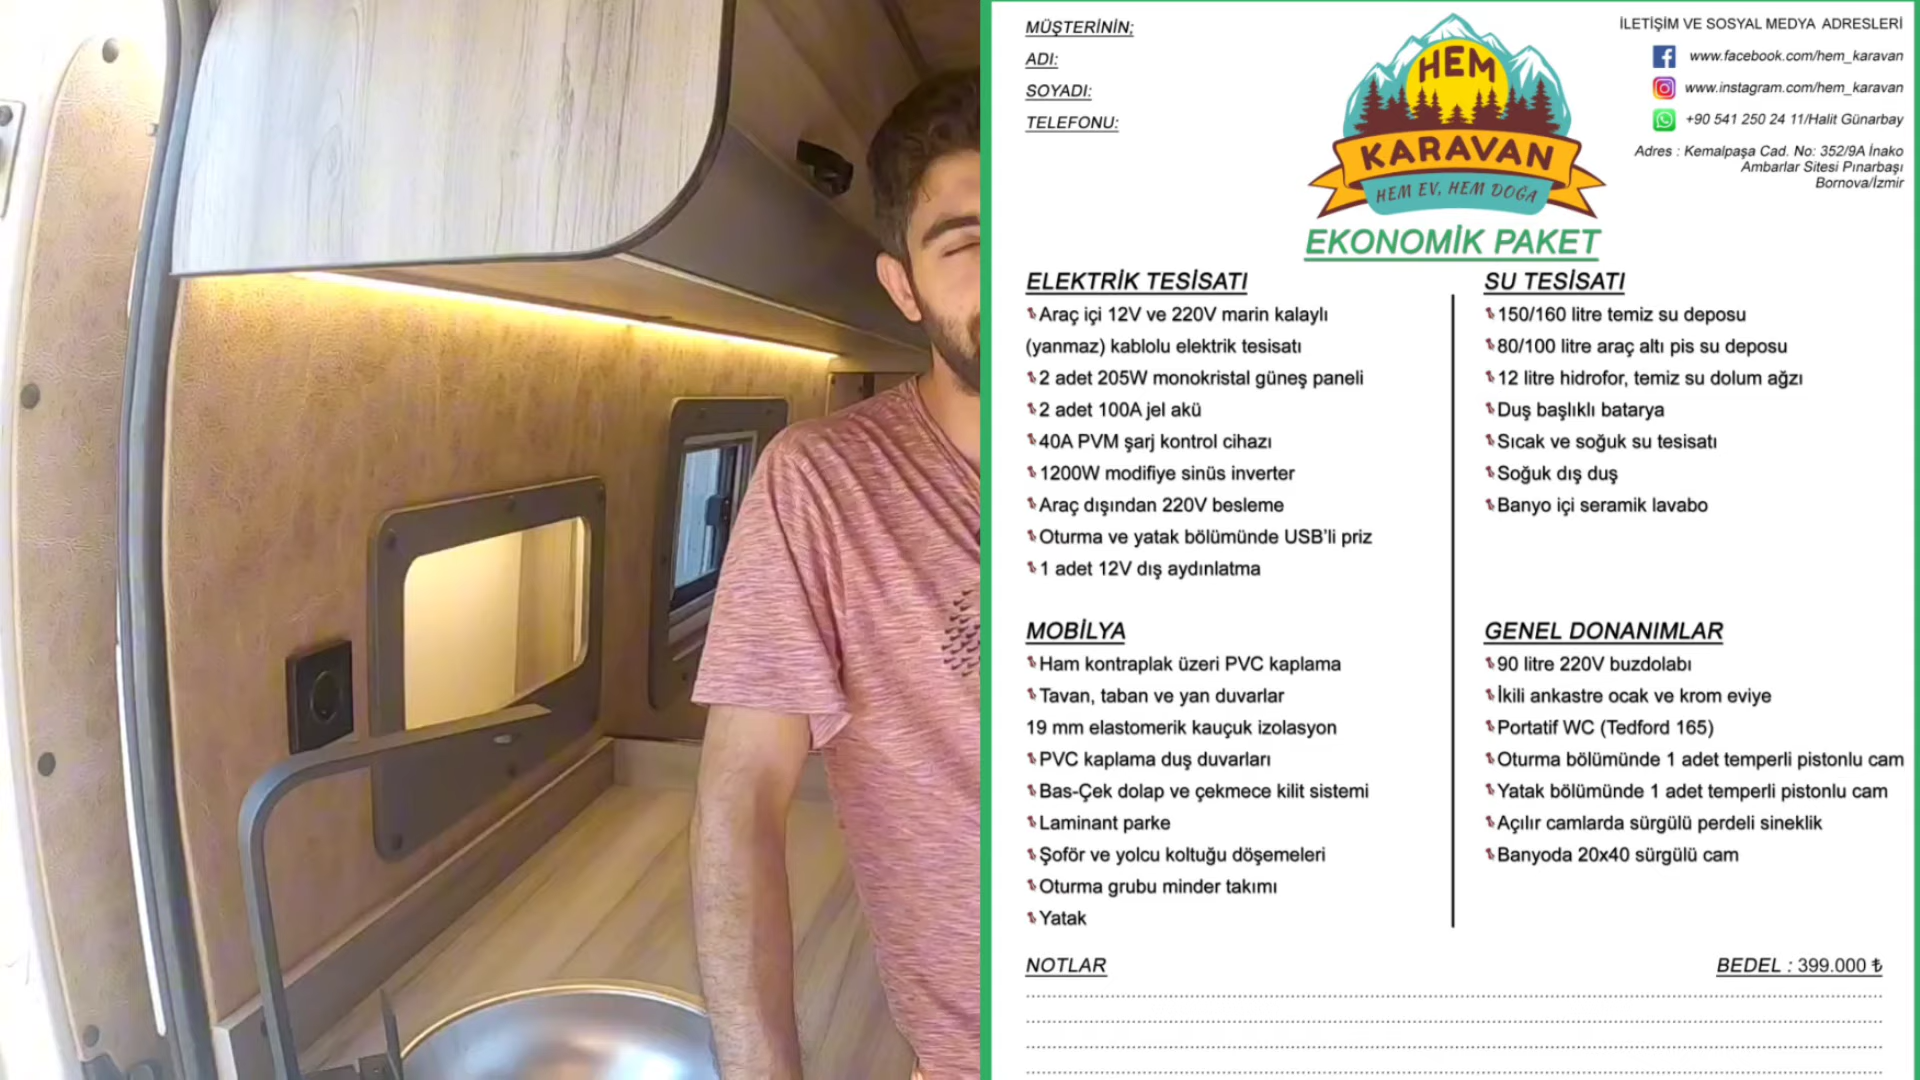 MÜŞTERİNİN;
ADI:
SOYADI:
TELEFONU:
HEM
KARAVAN
HEM EV, HEM DOĞA
İLETİŞİM VE SOSYAL MEDYA ADRESLERİ
www.facebook.com/hem_karavan
www.instagram.com/hem_karavan
+90 541 250 24 11/Halit Günarbay
Adres : Kemalpaşa Cad. No: 352/9A İnako
Ambarlar Sitesi Pınarbaşı
Bornova/İzmir
EKONOMİK PAKET
ELEKTRİK TESİSATI
Araç içi 12V ve 220V marin kalaylı
(yanmaz) kablolu elektrik tesisatı
2 adet 205W monokristal güneş paneli
2 adet 100A jel akü
40A PVM şarj kontrol cihazı
1200W modifiye sinüs inverter
Araç dışından 220V besleme
Oturma ve yatak bölümünde USB'li priz
1 adet 12V dış aydınlatma
SU TESİSATI
150/160 litre temiz su deposu
80/100 litre araç altı pis su deposu
12 litre hidrofor, temiz su dolum ağzı
Duş başlıklı batarya
Sıcak ve soğuk su tesisatı
Soğuk dış duş
Banyo içi seramik lavabo
MOBİLYA
Ham kontraplak üzeri PVC kaplama
Tavan, taban ve yan duvarlar
19 mm elastomerik kauçuk izolasyon
PVC kaplama duş duvarları
Bas-Çek dolap ve çekmece kilit sistemi
Laminant parke
Şoför ve yolcu koltuğu döşemeleri
Oturma grubu minder takımı
Yatak
GENEL DONANIMLAR
90 litre 220V buzdolabı
İkili ankastre ocak ve krom eviye
Portatif WC (Tedford 165)
Oturma bölümünde 1 adet temperli pistonlu cam
Yatak bölümünde 1 adet temperli pistonlu cam
Açılır camlarda sürgülü perdeli sineklik
Banyoda 20x40 sürgülü cam
NOTLAR
BEDEL : 399.000 ₺